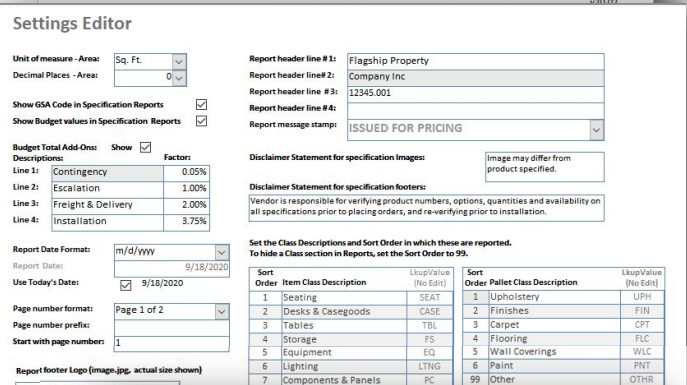 Settings Editor
Unit of measure - Area: Sq. Ft.
Decimal Places - Area: 0
Show GSA Code in Specification Reports
Show Budget values in Specification Reports
Budget Total Add-Ons: Show
Descriptions: Factor:
Line 1: Contingency 0.05%
Line 2: Escalation 1.00%
Line 3: Freight & Delivery 2.00%
Line 4: Installation 3.75%
Report Date Format: m/d/yyyy
Report Date: 9/18/2020
Use Today's Date: 9/18/2020
Page number format: Page 1 of 2
Page number prefix:
Start with page number: 1
Report footer Logo (image.jpg, actual size shown)
Report header line #1: Flagship Property
Report header line#2: Company Inc
Report header line #3: 12345.001
Report header line #4:
Report message stamp: ISSUED FOR PRICING
Disclaimer Statement for specification Images: Image may differ from
product specified.
Disclaimer Statement for specification footers:
Vendor is responsible for verifying product numbers, options, quantities and availability on
all specifications prior to placing orders, and re-verifying prior to installation.
Set the Class Descriptions and Sort Order in which these are reported.
To hide a Class section in Reports, set the Sort Order to 99.
Sort LkupValue
Order Item Class Description (No Edit)
1 Seating SEAT
2 Desks & Casegoods CASE
3 Tables TBL
4 Storage FS
5 Equipment EQ
6 Lighting LTNG
7 Components & Panels PC
Sort LkupValue
Order Pallet Class Description (No Edit)
1 Upholstery UPH
2 Finishes FIN
3 Carpet CPT
4 Flooring FLC
5 Wall Coverings WLC
6 Paint PNT
99 Other OTHR